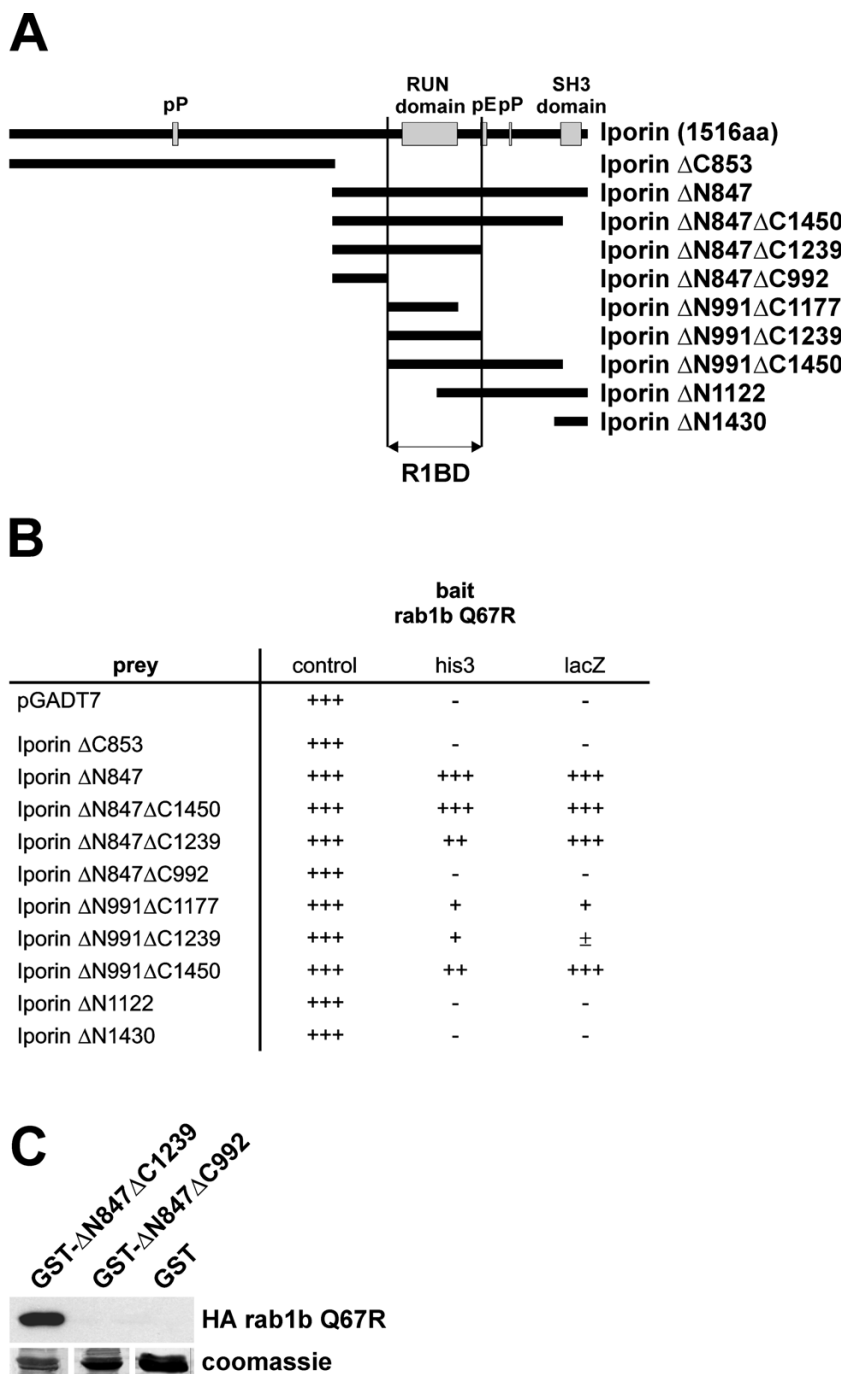 A
pP
RUN
domain
pE
pP
SH3
domain
Iporin (1516aa)
Iporin ΔC853
Iporin ΔN847
Iporin ΔN847ΔC1450
Iporin ΔN847ΔC1239
Iporin ΔN847ΔC992
Iporin ΔN991ΔC1177
Iporin ΔN991ΔC1239
Iporin ΔN991ΔC1450
Iporin ΔN1122
Iporin ΔN1430
R1BD
B
bait
rab1b Q67R
prey control his3 lacZ
pGADT7 +++ - -
Iporin ΔC853 +++ - -
Iporin ΔN847 +++ +++ +++
Iporin ΔN847ΔC1450 +++ +++ +++
Iporin ΔN847ΔC1239 +++ ++ +++
Iporin ΔN847ΔC992 +++ - -
Iporin ΔN991ΔC1177 +++ + +
Iporin ΔN991ΔC1239 +++ + ±
Iporin ΔN991ΔC1450 +++ ++ +++
Iporin ΔN1122 +++ - -
Iporin ΔN1430 +++ - -
C
GST-ΔN847ΔC1239
GST-ΔN847ΔC992
GST
HA rab1b Q67R
coomassie